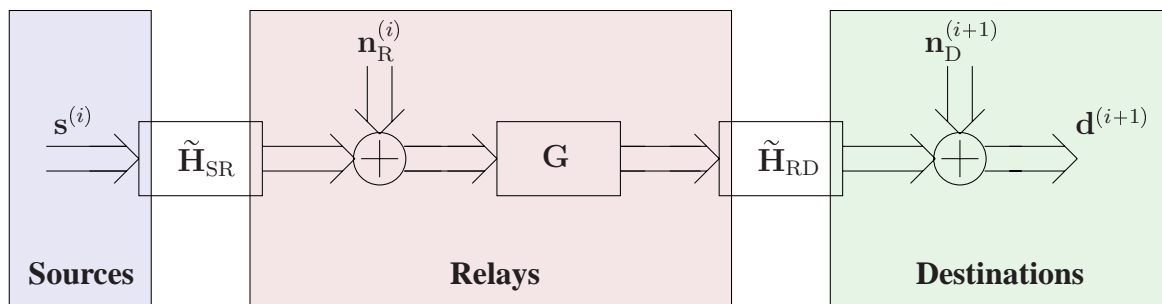 n_R^(i)
n_D^(i+1)
s^(i)
d^(i+1)
H̃_SR
G
H̃_RD
Sources
Relays
Destinations